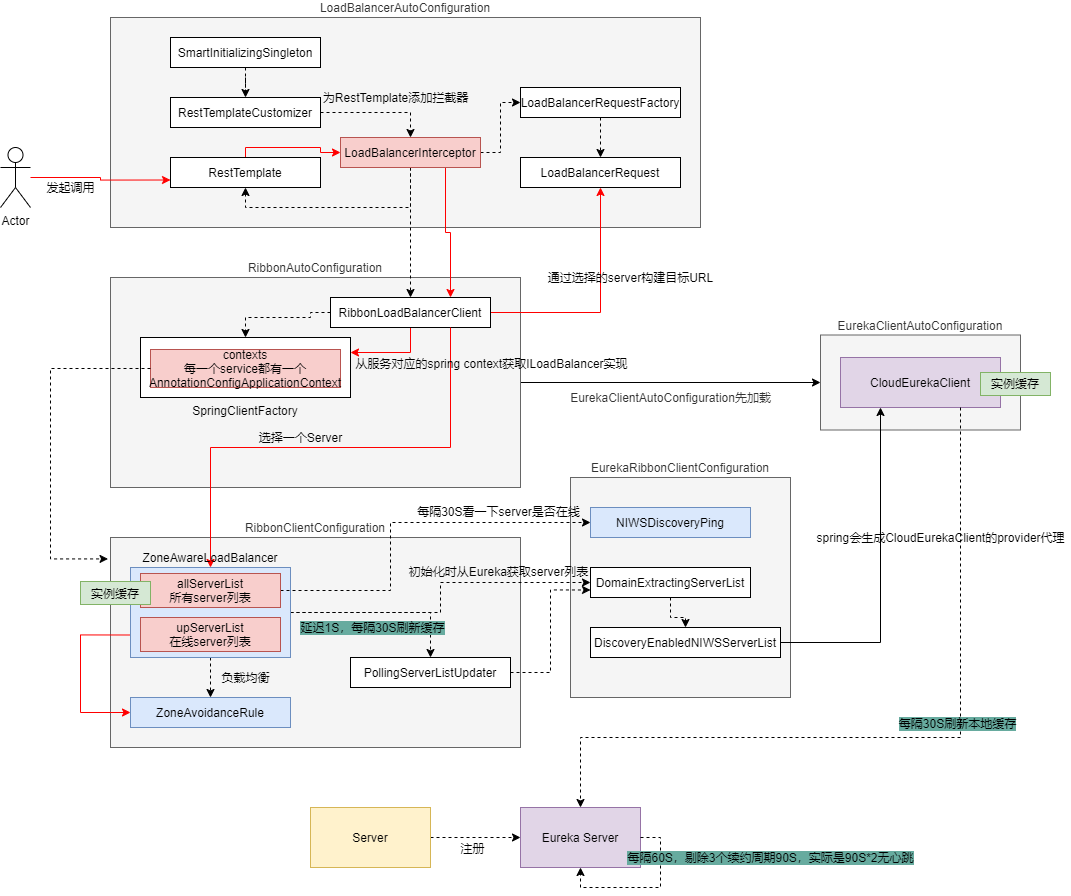 LoadBalancerAutoConfiguration
SmartInitializingSingleton
为RestTemplate添加拦截器
RestTemplateCustomizer
LoadBalancerRequestFactory
LoadBalancerInterceptor
RestTemplate
LoadBalancerRequest
发起调用
Actor
RibbonAutoConfiguration
通过选择的server构建目标URL
RibbonLoadBalancerClient
EurekaClientAutoConfiguration
contexts
每一个service都有一个
AnnotationConfigApplicationContext
从服务对应的spring context获取ILoadBalancer实现
CloudEurekaClient
实例缓存
EurekaClientAutoConfiguration先加载
SpringClientFactory
选择一个Server
EurekaRibbonClientConfiguration
每隔30S看一下server是否在线
NIWSDiscoveryPing
RibbonClientConfiguration
spring会生成CloudEurekaClient的provider代理
ZoneAwareLoadBalancer
初始化时从Eureka获取server列表
allServerList
所有server列表
实例缓存
DomainExtractingServerList
upServerList
在线server列表
延迟1S，每隔30S刷新缓存
DiscoveryEnabledNIWSServerList
PollingServerListUpdater
负载均衡
ZoneAvoidanceRule
每隔30S刷新本地缓存
Server
注册
Eureka Server
每隔60S，剔除3个续约周期90S，实际是90S*2无心跳